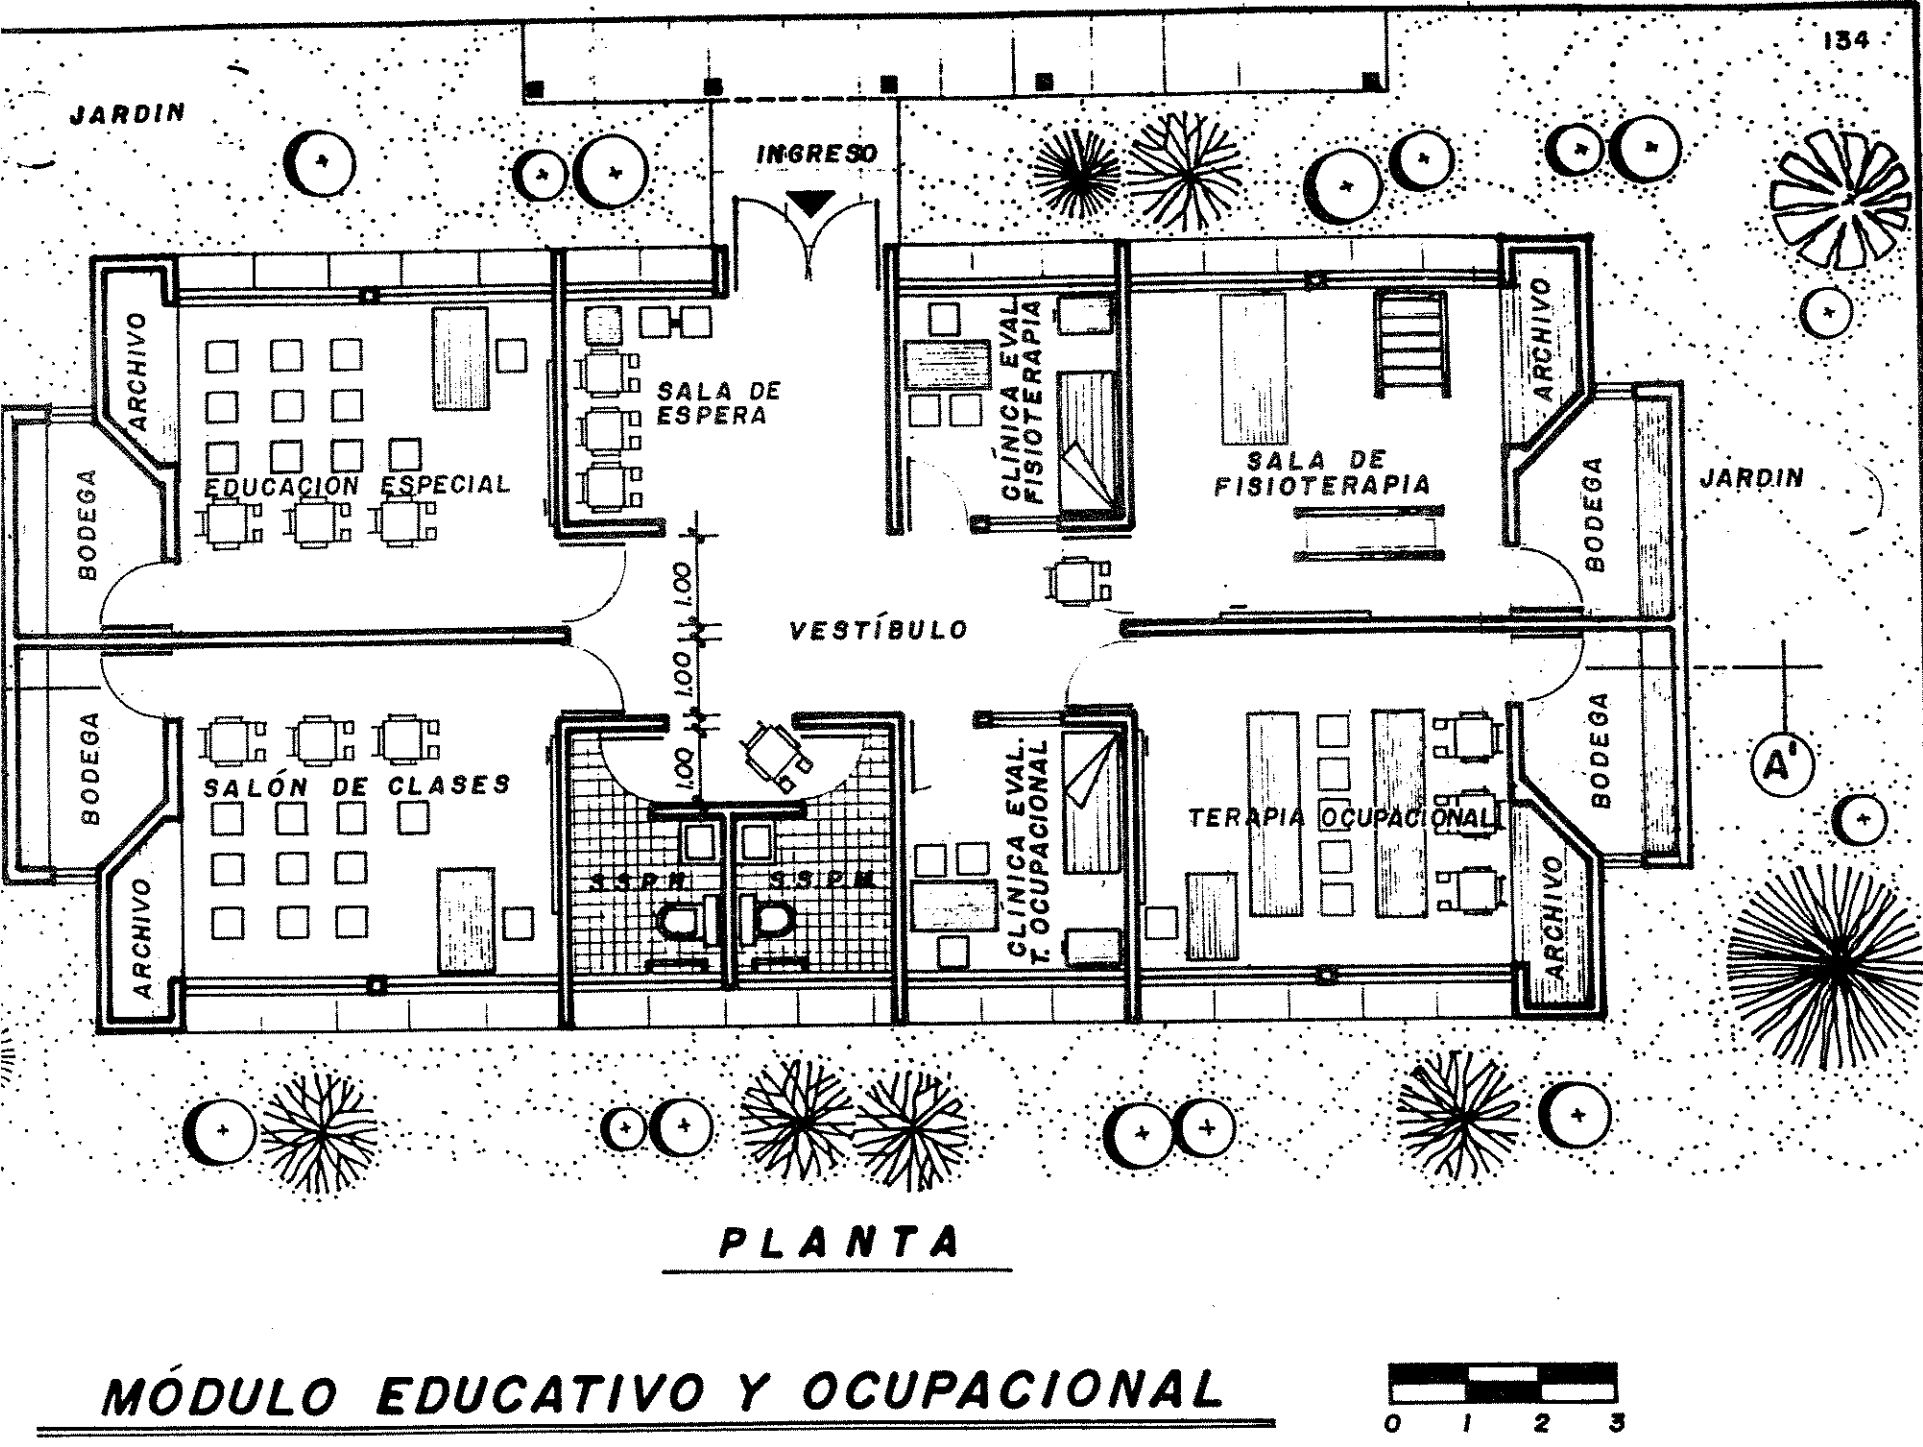 134
JARDIN
INGRESO
ARCHIVO
SALA DE
ESPERA
CLÍNICA EVAL.
FISIOTERAPIA
ARCHIVO
BODEGA
EDUCACION ESPECIAL
SALA DE
FISIOTERAPIA
BODEGA
JARDIN
1.00
VESTÍBULO
1.00
BODEGA
SALÓN DE CLASES
1.00
CLINICA EVAL.
T. OCUPACIONAL
TERAPIA OCUPACIONAL
BODEGA
A'
ARCHIVO
S S P H
S S P M
ARCHIVO
PLANTA
MÓDULO EDUCATIVO Y OCUPACIONAL
0 1 2 3